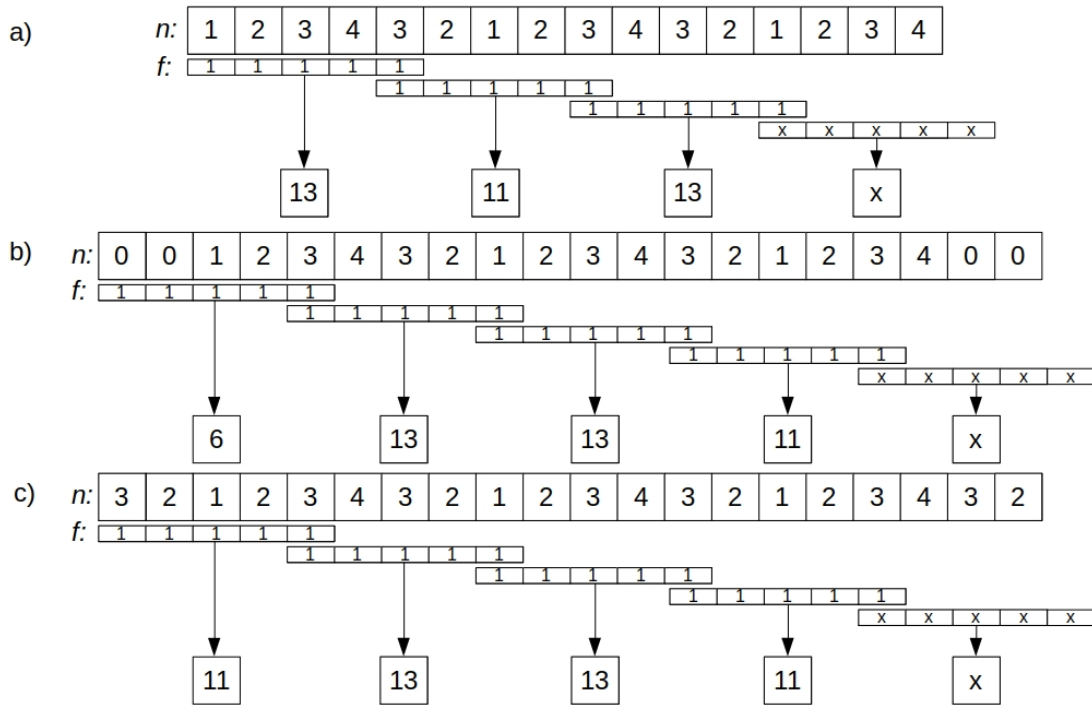 a) n: 1 2 3 4 3 2 1 2 3 4 3 2 1 2 3 4
f: 1 1 1 1 1
1 1 1 1 1
1 1 1 1 1
x x x x x
13 11 13 x
b) n: 0 0 1 2 3 4 3 2 1 2 3 4 3 2 1 2 3 4 0 0
f: 1 1 1 1 1
1 1 1 1 1
1 1 1 1 1
1 1 1 1 1
x x x x x
6 13 13 11 x
c) n: 3 2 1 2 3 4 3 2 1 2 3 4 3 2 1 2 3 4 3 2
f: 1 1 1 1 1
1 1 1 1 1
1 1 1 1 1
1 1 1 1 1
x x x x x
11 13 13 11 x